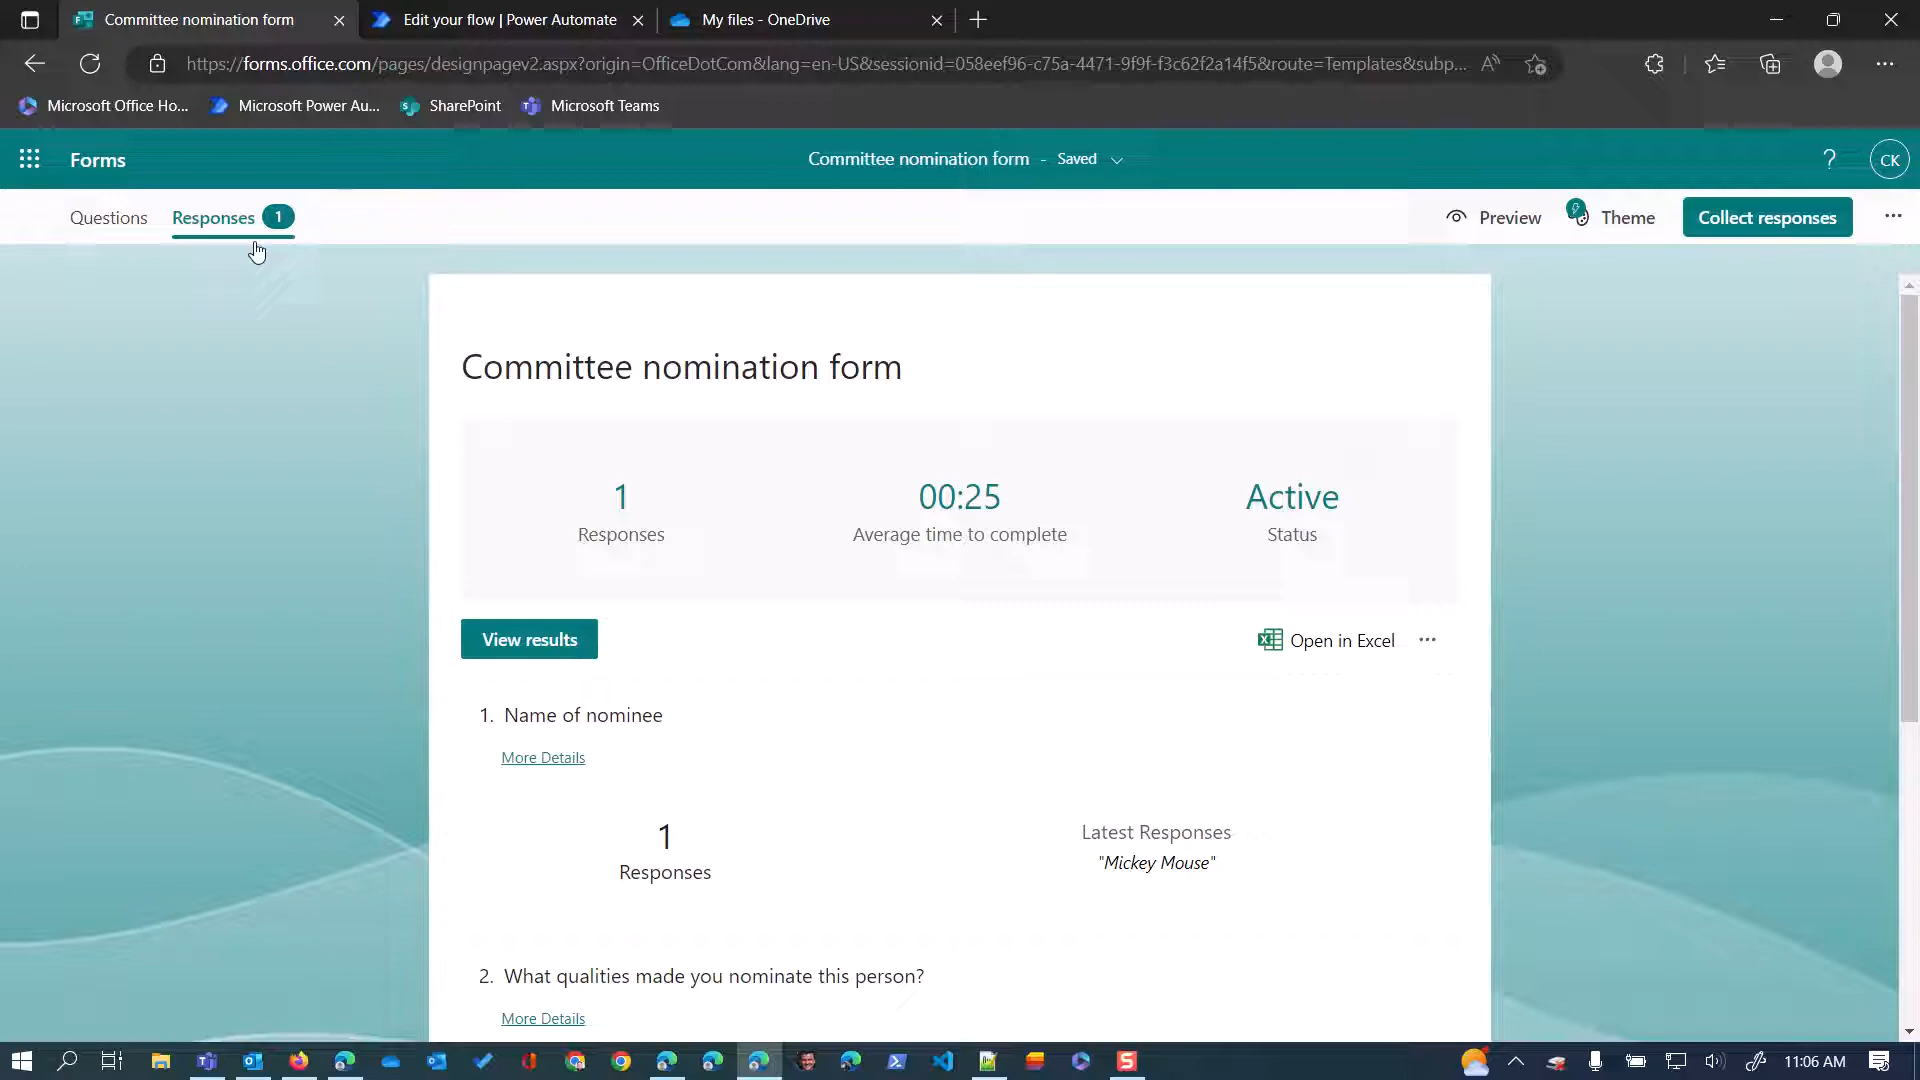 Committee nomination form
Edit your flow | Power Automate
My files - OneDrive
https://forms.office.com/pages/designpagev2.aspx?origin=OfficeDotCom&lang=en-US&sessionid=058eef96-c75a-4471-9f9f-f3c62f2a14f5&route=Templates&subp...
Microsoft Office Ho...
Microsoft Power Au...
SharePoint
Microsoft Teams
Forms
Committee nomination form - Saved
?
CK
Questions
Responses 1
Preview
Theme
Collect responses
Committee nomination form
1
Responses
00:25
Average time to complete
Active
Status
View results
Open in Excel
1. Name of nominee
More Details
1
Responses
Latest Responses
"Mickey Mouse"
2. What qualities made you nominate this person?
More Details
11:06 AM